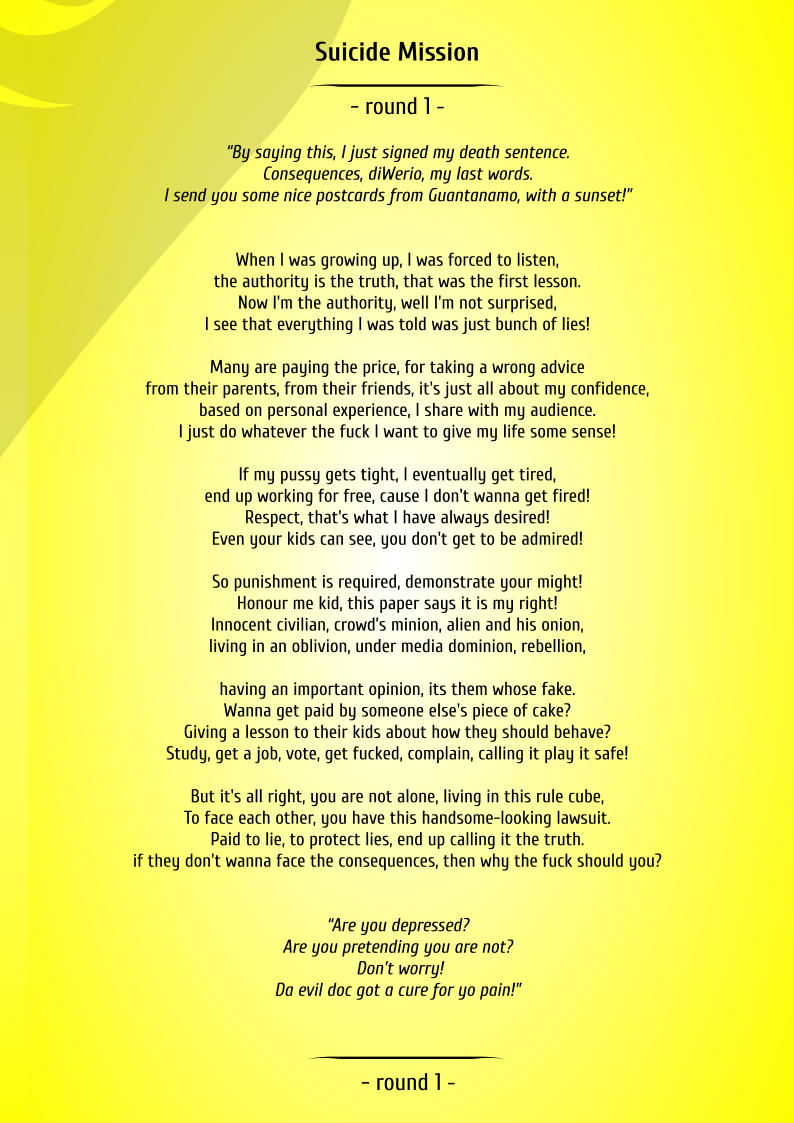 Suicide Mission
- round 1 -
“By saying this, I just signed my death sentence.
Consequences, diWerio, my last words.
I send you some nice postcards from Guantanamo, with a sunset!”
When I was growing up, I was forced to listen,
the authority is the truth, that was the first lesson.
Now I'm the authority, well I'm not surprised,
I see that everything I was told was just bunch of lies!
Many are paying the price, for taking a wrong advice
from their parents, from their friends, it's just all about my confidence,
based on personal experience, I share with my audience.
I just do whatever the fuck I want to give my life some sense!
If my pussy gets tight, I eventually get tired,
end up working for free, cause I don't wanna get fired!
Respect, that's what I have always desired!
Even your kids can see, you don't get to be admired!
So punishment is required, demonstrate your might!
Honour me kid, this paper says it is my right!
Innocent civilian, crowd's minion, alien and his onion,
living in an oblivion, under media dominion, rebellion,
having an important opinion, its them whose fake.
Wanna get paid by someone else's piece of cake?
Giving a lesson to their kids about how they should behave?
Study, get a job, vote, get fucked, complain, calling it play it safe!
But it's all right, you are not alone, living in this rule cube,
To face each other, you have this handsome-looking lawsuit.
Paid to lie, to protect lies, end up calling it the truth.
if they don't wanna face the consequences, then why the fuck should you?
“Are you depressed?
Are you pretending you are not?
Don't worry!
Da evil doc got a cure for yo pain!”
- round 1 -